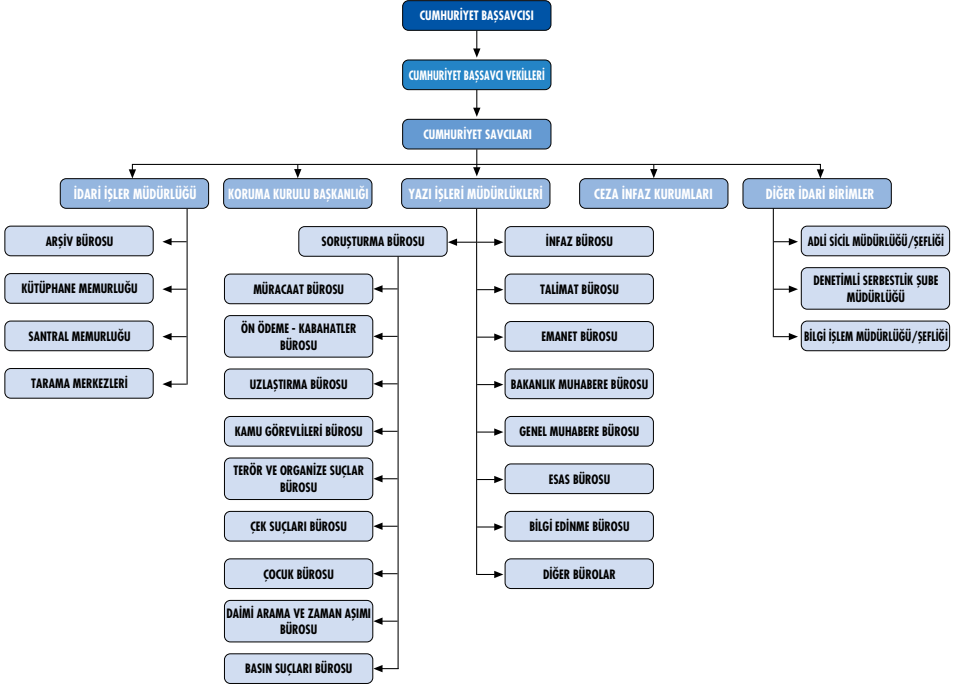 CUMHURİYET BAŞSAVCISI
CUMHURİYET BAŞSAVCI VEKİLLERİ
CUMHURİYET SAVCILARI
İDARİ İŞLER MÜDÜRLÜĞÜ
KORUMA KURULU BAŞKANLIĞI
YAZI İŞLERİ MÜDÜRLÜKLERİ
CEZA İNFAZ KURUMLARI
DİĞER İDARİ BİRİMLER
ARŞİV BÜROSU
KÜTÜPHANE MEMURLUĞU
SANTRAL MEMURLUĞU
TARAMA MERKEZLERİ
SORUŞTURMA BÜROSU
MÜRACAAT BÜROSU
ÖN ÖDEME - KABAHATLER
BÜROSU
UZLAŞTIRMA BÜROSU
KAMU GÖREVLİLERİ BÜROSU
TERÖR VE ORGANİZE SUÇLAR
BÜROSU
ÇEK SUÇLARI BÜROSU
ÇOCUK BÜROSU
DAİMİ ARAMA VE ZAMAN AŞIMI
BÜROSU
BASIN SUÇLARI BÜROSU
İNFAZ BÜROSU
TALİMAT BÜROSU
EMANET BÜROSU
BAKANLIK MUHABERE BÜROSU
GENEL MUHABERE BÜROSU
ESAS BÜROSU
BİLGİ EDİNME BÜROSU
DİĞER BÜROLAR
ADLİ SİCİL MÜDÜRLÜĞÜ/ŞEFLİĞİ
DENETİMLİ SERBESTLİK ŞUBE
MÜDÜRLÜĞÜ
BİLGİ İŞLEM MÜDÜRLÜĞÜ/ŞEFLİĞİ